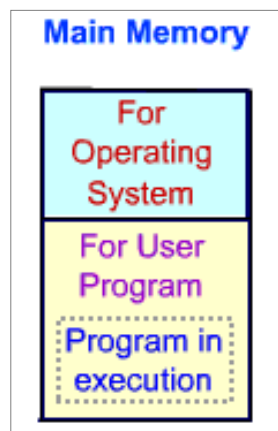 Main Memory
For
Operating
System
For User
Program
Program in
execution